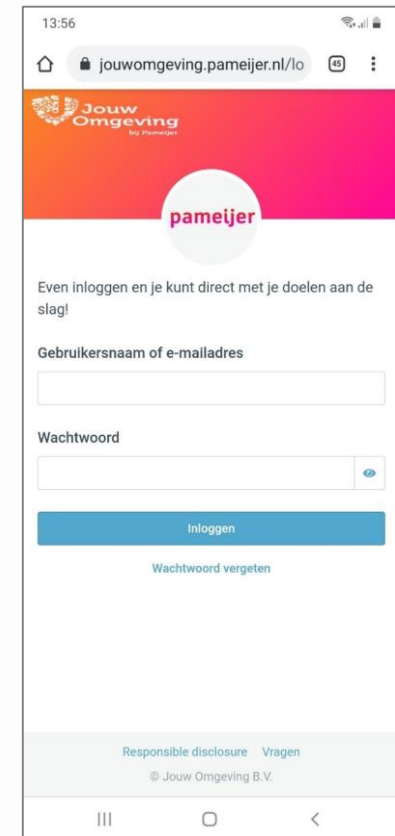 13:56
jouwomgeving.pameijer.nl/lo
45
Jouw
Omgeving
bij Pameijer
pameijer
Even inloggen en je kunt direct met je doelen aan de
slag!
Gebruikersnaam of e-mailadres
Wachtwoord
Inloggen
Wachtwoord vergeten
Responsible disclosure Vragen
© Jouw Omgeving B.V.